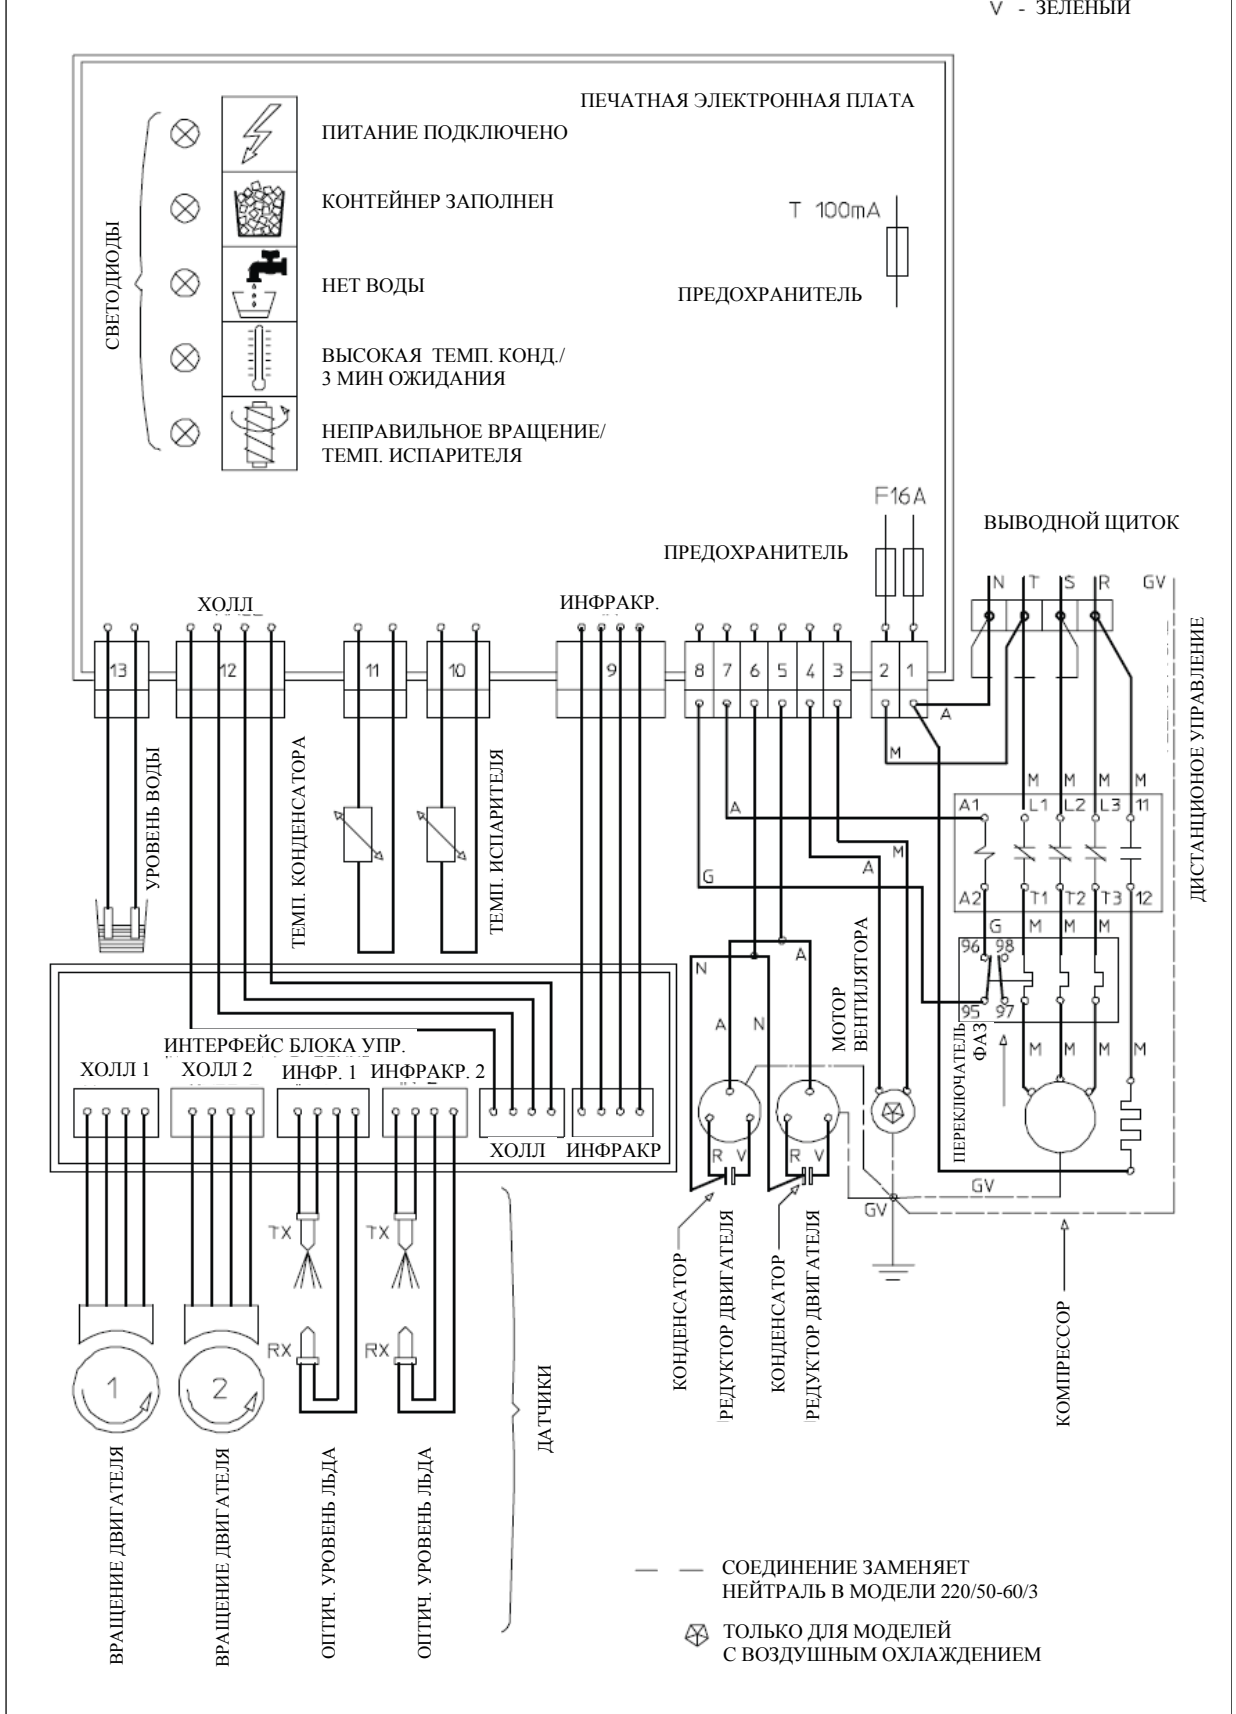 V - ЗЕЛЕНЫЙ
ПЕЧАТНАЯ ЭЛЕКТРОННАЯ ПЛАТА
СВЕТОДИОДЫ
ПИТАНИЕ ПОДКЛЮЧЕНО
КОНТЕЙНЕР ЗАПОЛНЕН
НЕТ ВОДЫ
ВЫСОКАЯ ТЕМП. КОНД./
3 МИН ОЖИДАНИЯ
НЕПРАВИЛЬНОЕ ВРАЩЕНИЕ/
ТЕМП. ИСПАРИТЕЛЯ
T 100mA
ПРЕДОХРАНИТЕЛЬ
F16A
ПРЕДОХРАНИТЕЛЬ
ВЫВОДНОЙ ЩИТОК
N T S R GV
ХОЛЛ
ИНФРАКР.
13 12 11 10 9 8 7 6 5 4 3 2 1
A
M
ДИСТАНЦИОНОЕ УПРАВЛЕНИЕ
УРОВЕНЬ ВОДЫ
ТЕМП. КОНДЕНСАТОРА
ТЕМП. ИСПАРИТЕЛЯ
M M M M
A1 L1 L2 L3 11
A
M
A
G
A2 T1 T2 T3 12
G M M M
96 98
95 97
N A
A N
МОТОР
ВЕНТИЛЯТОРА
ПЕРЕКЛЮЧАТЕЛЬ
ФАЗ
M M M M
ИНТЕРФЕЙС БЛОКА УПР.
ХОЛЛ 1 ХОЛЛ 2 ИНФР. 1 ИНФРАКР. 2
ХОЛЛ ИНФРАКР
R V R V
GV
GV
TX TX
RX RX
1 2
КОНДЕНСАТОР
РЕДУКТОР ДВИГАТЕЛЯ
КОНДЕНСАТОР
РЕДУКТОР ДВИГАТЕЛЯ
КОМПРЕССОР
ДАТЧИКИ
ВРАЩЕНИЕ ДВИГАТЕЛЯ
ВРАЩЕНИЕ ДВИГАТЕЛЯ
ОПТИЧ. УРОВЕНЬ ЛЬДА
ОПТИЧ. УРОВЕНЬ ЛЬДА
СОЕДИНЕНИЕ ЗАМЕНЯЕТ
НЕЙТРАЛЬ В МОДЕЛИ 220/50-60/3
ТОЛЬКО ДЛЯ МОДЕЛЕЙ
С ВОЗДУШНЫМ ОХЛАЖДЕНИЕМ